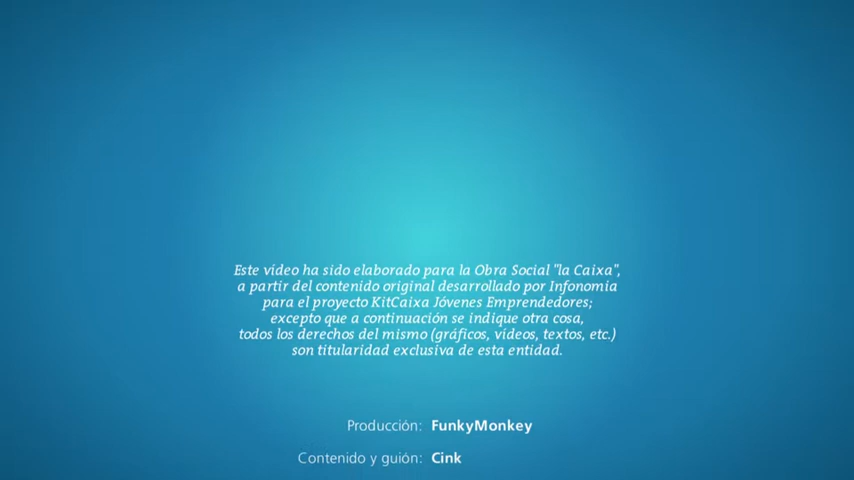 Este vídeo ha sido elaborado para la Obra Social "la Caixa",
a partir del contenido original desarrollado por Infonomia
para el proyecto KitCaixa Jóvenes Emprendedores;
excepto que a continuación se indique otra cosa,
todos los derechos del mismo (gráficos, vídeos, textos, etc.)
son titularidad exclusiva de esta entidad.
Producción: FunkyMonkey
Contenido y guión: Cink